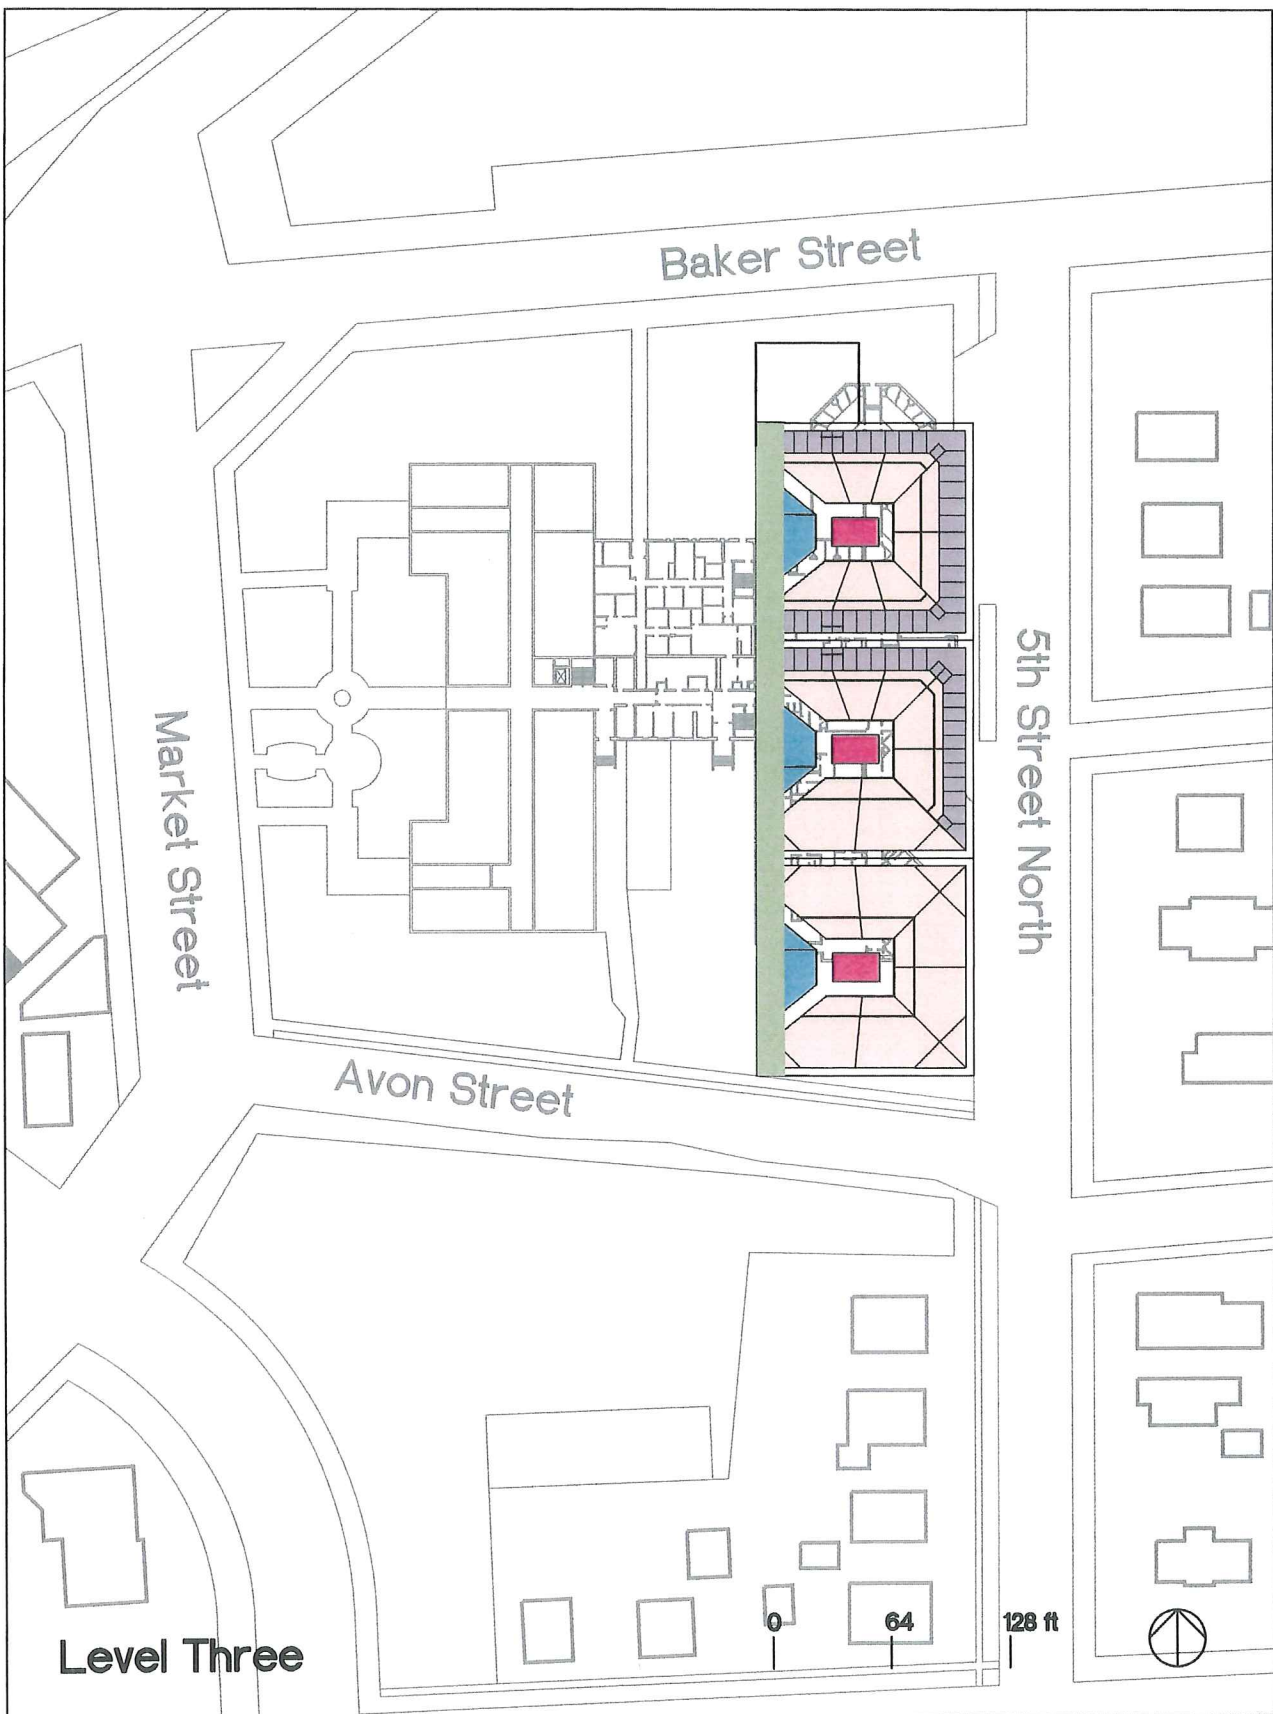 Baker Street
5th Street North
Market Street
Avon Street
0 64 128 ft
Level Three